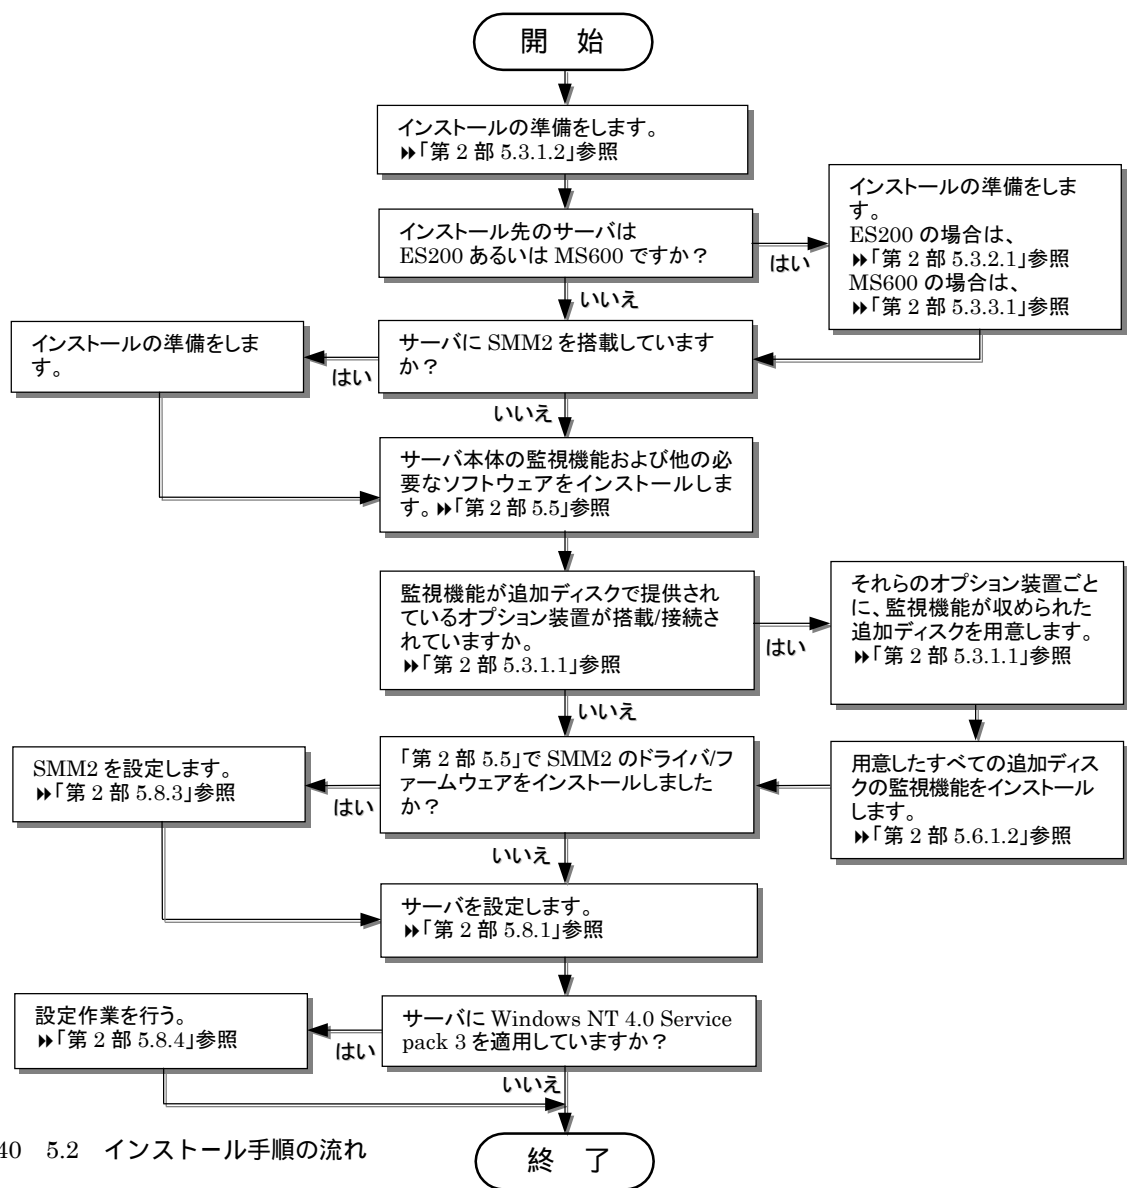 開 始
インストールの準備をします。
▸▸「第 2 部 5.3.1.2」参照
インストール先のサーバは
ES200 あるいは MS600 ですか？
はい
インストールの準備をしま
す。
ES200 の場合は、
▸▸「第 2 部 5.3.2.1」参照
MS600 の場合は、
▸▸「第 2 部 5.3.3.1」参照
いいえ
サーバに SMM2 を搭載しています
か？
はい
インストールの準備をしま
す。
いいえ
サーバ本体の監視機能および他の必
要なソフトウェアをインストールしま
す。▸▸「第 2 部 5.5」参照
監視機能が追加ディスクで提供され
ているオプション装置が搭載/接続さ
れていますか。
▸▸「第 2 部 5.3.1.1」参照
はい
それらのオプション装置ごと
に、監視機能が収められた
追加ディスクを用意します。
▸▸「第 2 部 5.3.1.1」参照
いいえ
用意したすべての追加ディス
クの監視機能をインストール
します。
▸▸「第 2 部 5.6.1.2」参照
「第 2 部 5.5」で SMM2 のドライバ/フ
ァームウェアをインストールしました
か？
はい
SMM2 を設定します。
▸▸「第 2 部 5.8.3」参照
いいえ
サーバを設定します。
▸▸「第 2 部 5.8.1」参照
サーバに Windows NT 4.0 Service
pack 3 を適用していますか？
はい
設定作業を行う。
▸▸「第 2 部 5.8.4」参照
いいえ
終 了
40 5.2 インストール手順の流れ